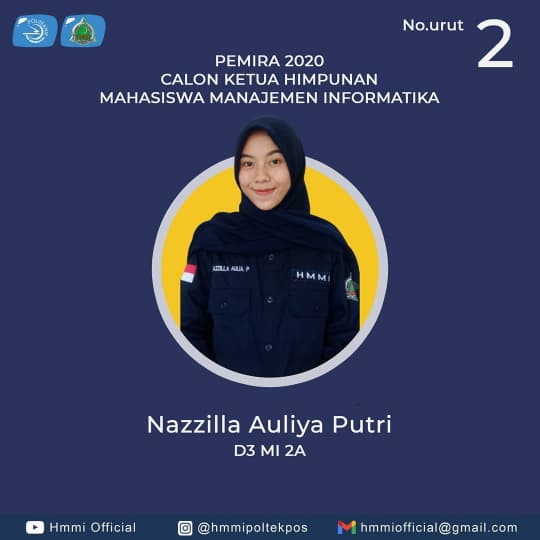 No.urut 2
PEMIRA 2020
CALON KETUA HIMPUNAN
MAHASISWA MANAJEMEN INFORMATIKA
HMMI
Nazzilla Auliya Putri
D3 MI 2A
Hmmi Official
@hmmipoltekpos
hmmiofficial@gmail.com